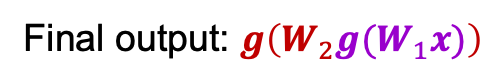 Final output: g(W₂g(W₁x))